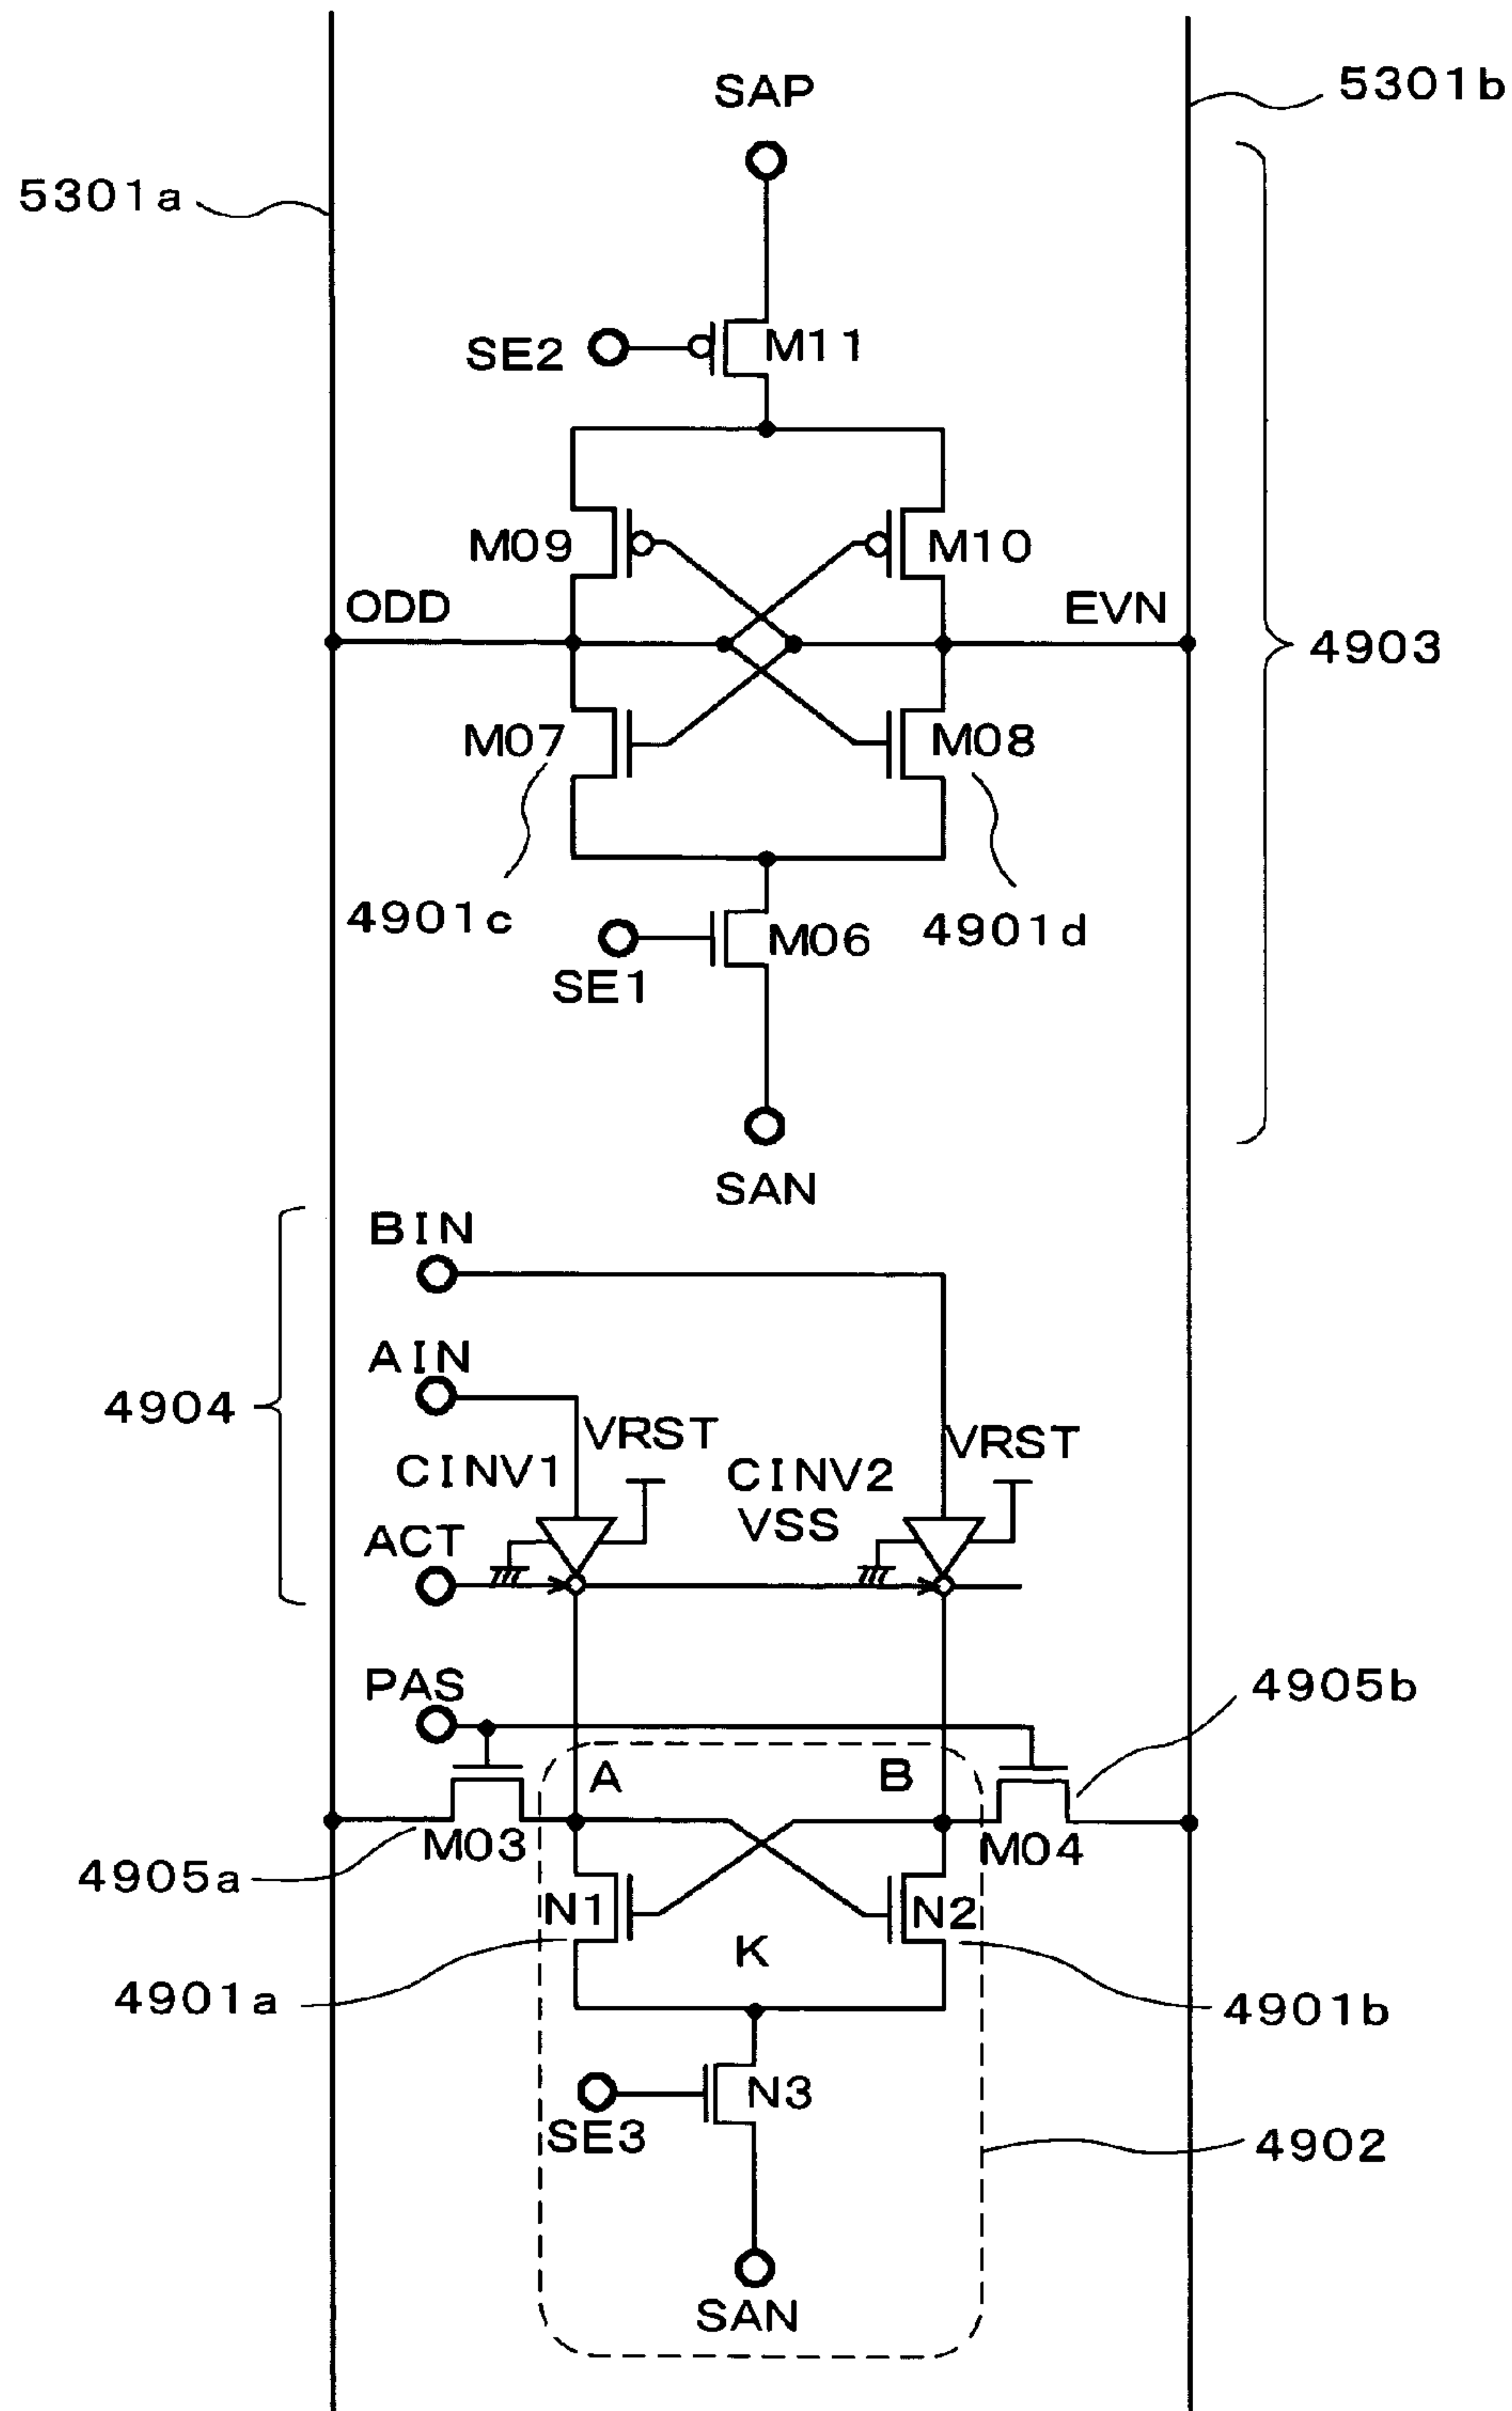 SAP
5301b
5301a
SE2
M11
M09
M10
ODD
EVN
4903
M07
M08
4901c
4901d
M06
SE1
SAN
BIN
AIN
4904
VRST
VRST
CINV1
CINV2
VSS
ACT
PAS
4905b
A
B
M03
M04
4905a
N1
N2
K
4901a
4901b
N3
SE3
4902
SAN